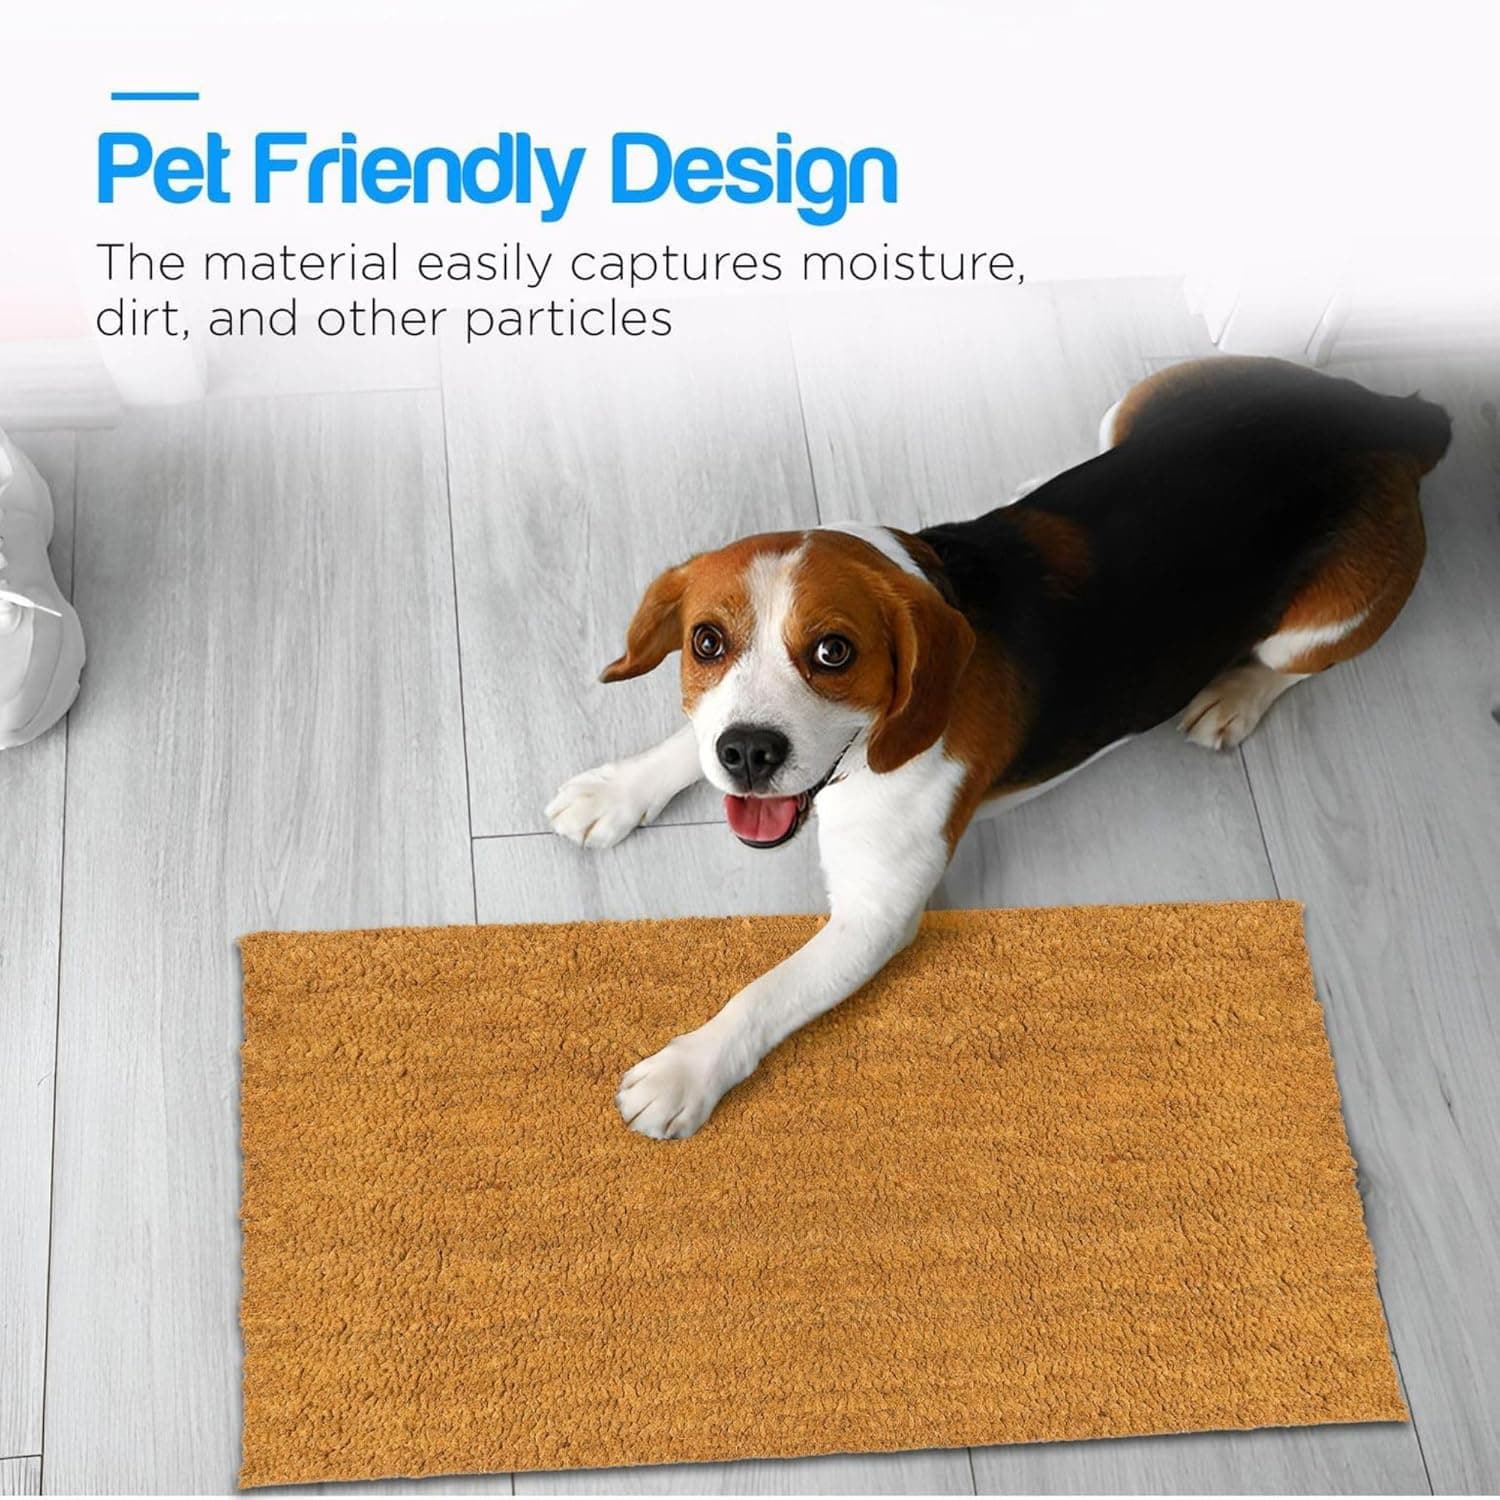 Pet Friendly Design
The material easily captures moisture,
dirt, and other particles